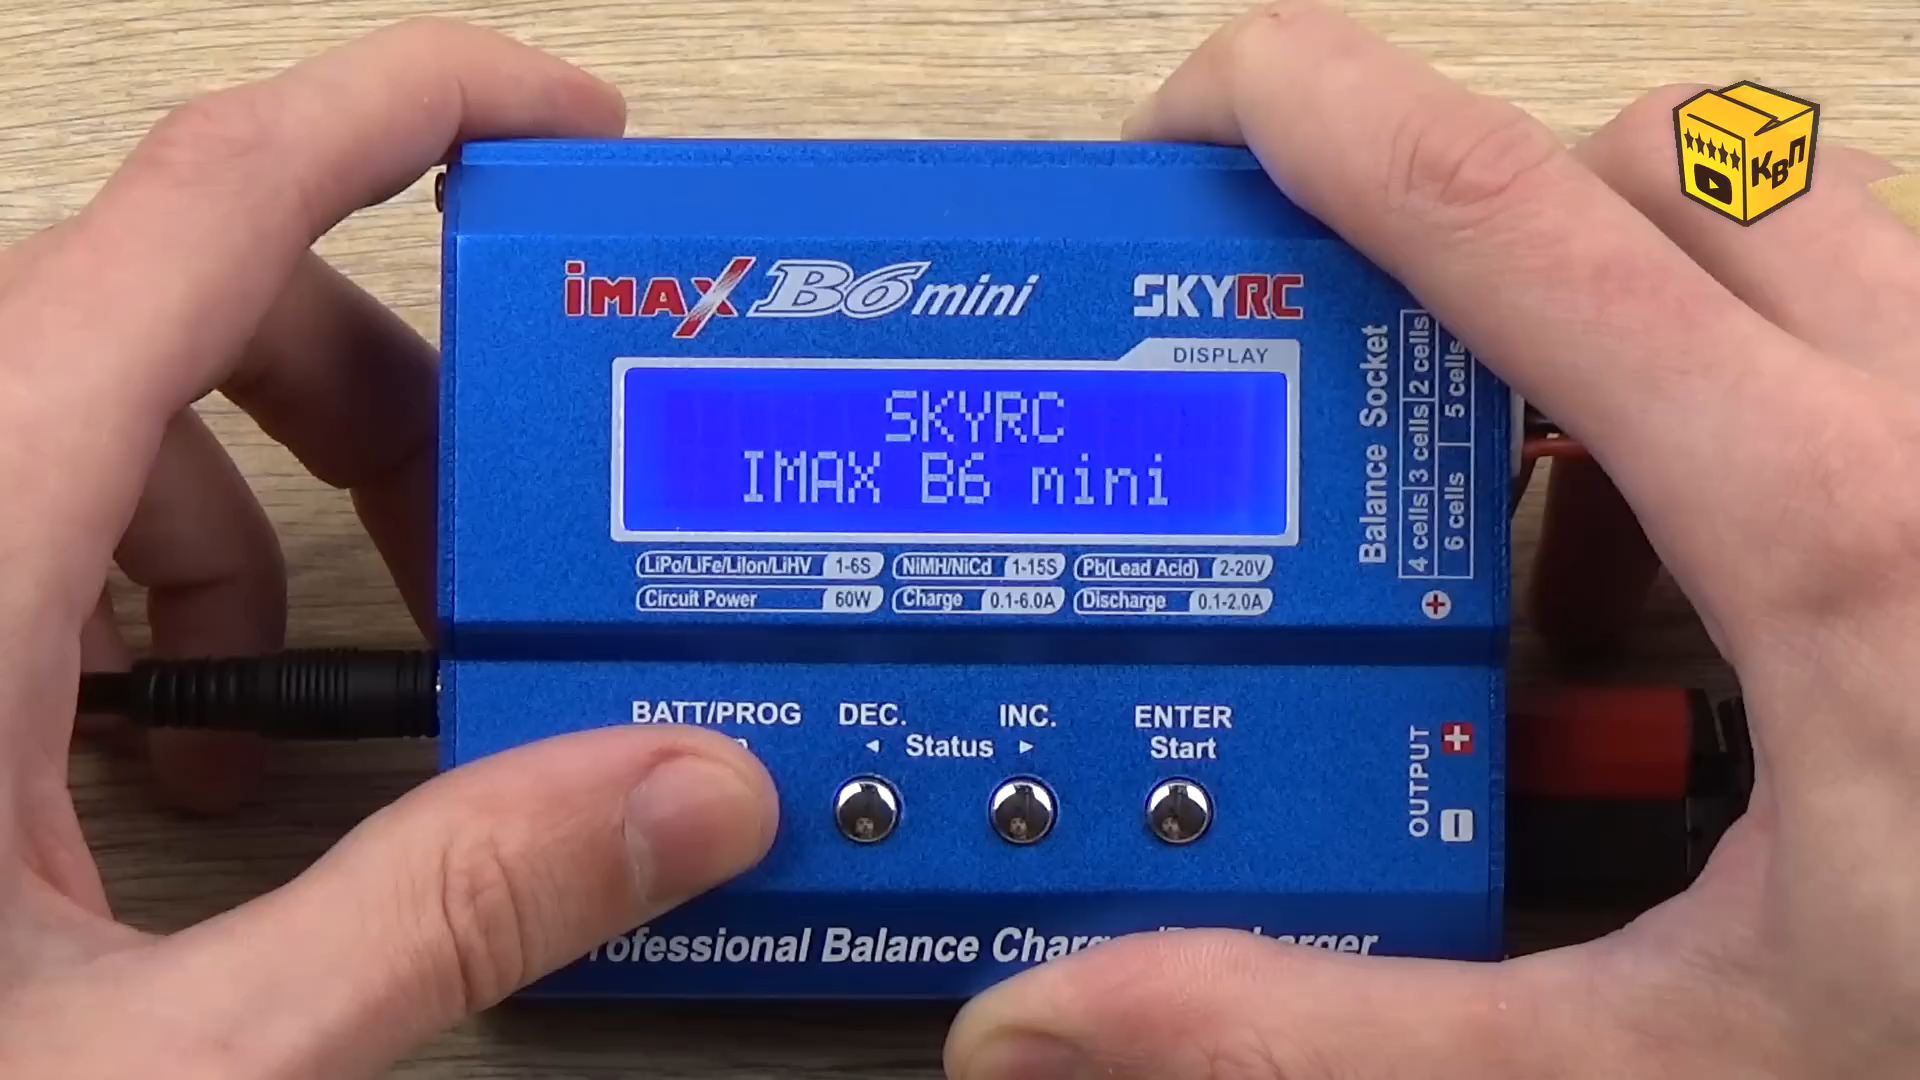 КВП
iMAX B6 mini SKYRC
DISPLAY
SKYRC
IMAX B6 mini
LiPo/LiFe/LiIon/LiHV 1-6S NiMH/NiCd 1-15S Pb(Lead Acid) 2-20V
Circuit Power 60W Charge 0.1-6.0A Discharge 0.1-2.0A
Balance Socket
4 cells 3 cells 2 cells
6 cells 5 cells
BATT/PROG DEC. INC. ENTER
Status Start
OUTPUT
Professional Balance